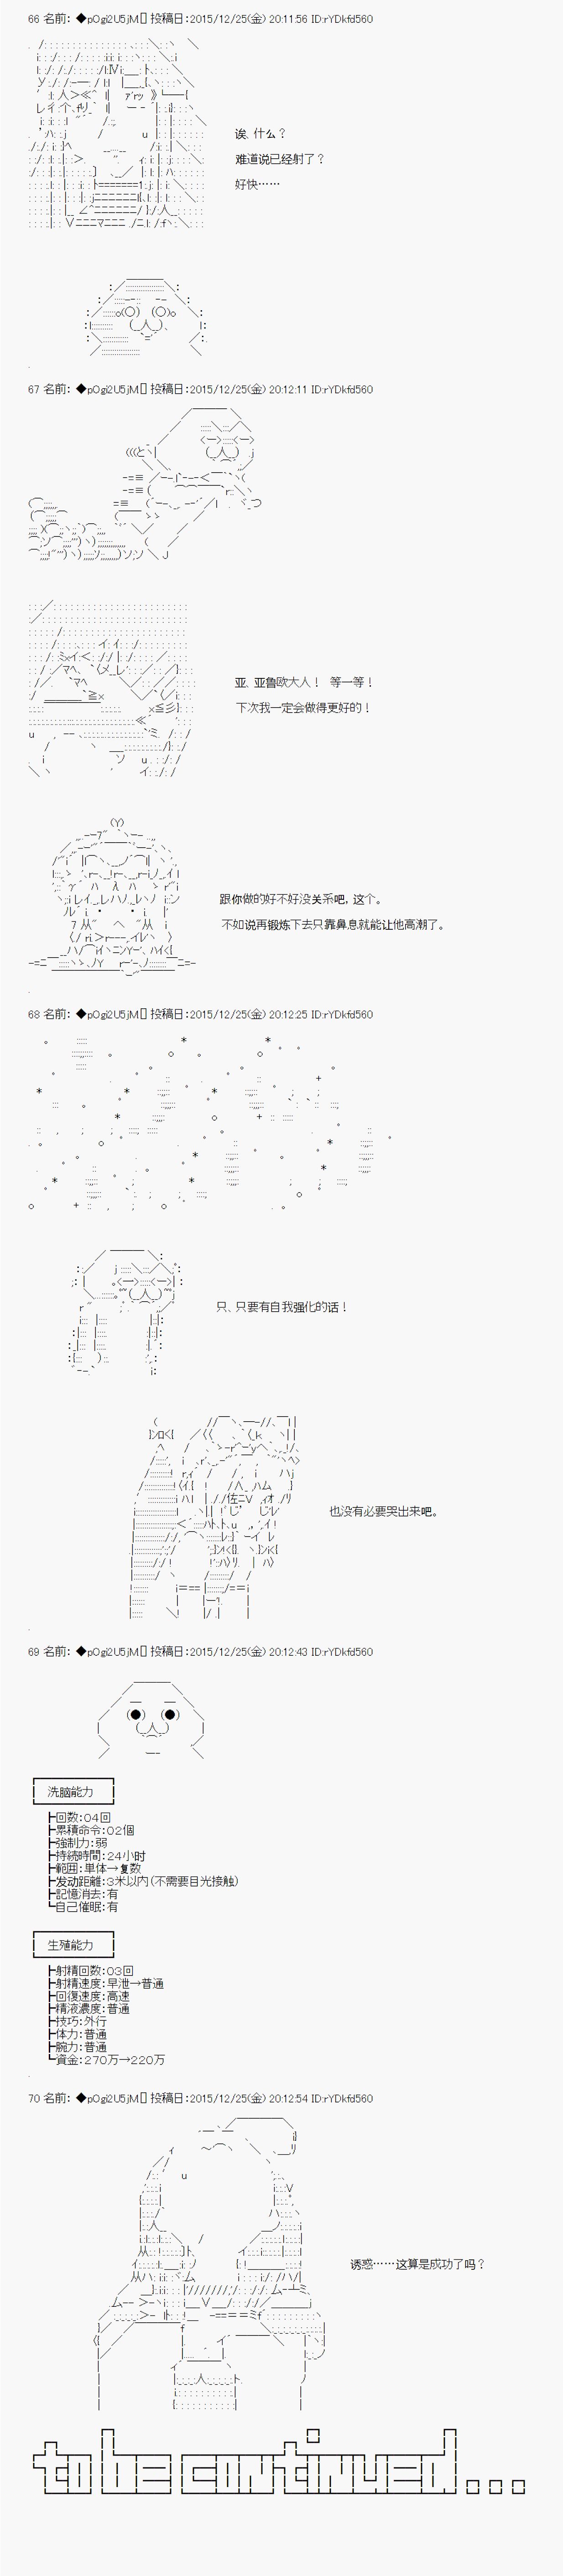 66 名前：◆pOgi2U5jM[] 投稿日：2015/12/25(金) 20:11:56 ID:rYDkfd560
诶、什么？
难道说已经射了？
好快……
67 名前：◆pOgi2U5jM[] 投稿日：2015/12/25(金) 20:12:11 ID:rYDkfd560
亚、亚鲁欧大人！ 等一等！
下次我一定会做得更好的！
跟你做的好不好没关系吧，这个。
不如说再锻炼下去只靠鼻息就能让他高潮了。
68 名前：◆pOgi2U5jM[] 投稿日：2015/12/25(金) 20:12:25 ID:rYDkfd560
只、只要有自我强化的话！
也没有必要哭出来吧。
69 名前：◆pOgi2U5jM[] 投稿日：2015/12/25(金) 20:12:43 ID:rYDkfd560
洗脑能力
┣回数：04回
┣累積命令：02個
┣強制力：弱
┣持続時間：24小时
┣範囲：单体→复数
┣发动距離：3米以内（不需要目光接触）
┣記憶消去：有
┗自己催眠：有
生殖能力
┣射精回数：03回
┣射精速度：早泄→普通
┣回復速度：高速
┣精液濃度：普通
┣技巧：外行
┣体力：普通
┣腕力：普通
┗資金：270万→220万
70 名前：◆pOgi2U5jM[] 投稿日：2015/12/25(金) 20:12:54 ID:rYDkfd560
诱惑……这算是成功了吗？